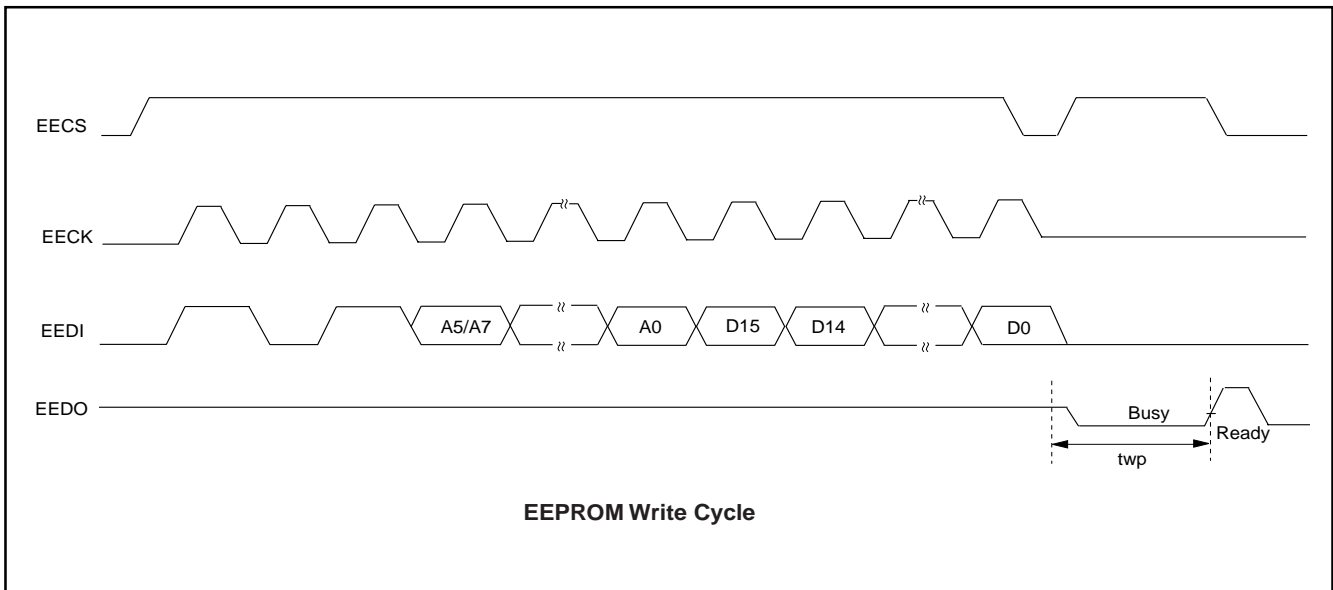 EECS
EECK
EEDI
A5/A7
A0
D15
D14
D0
EEDO
Busy
Ready
twp
EEPROM Write Cycle